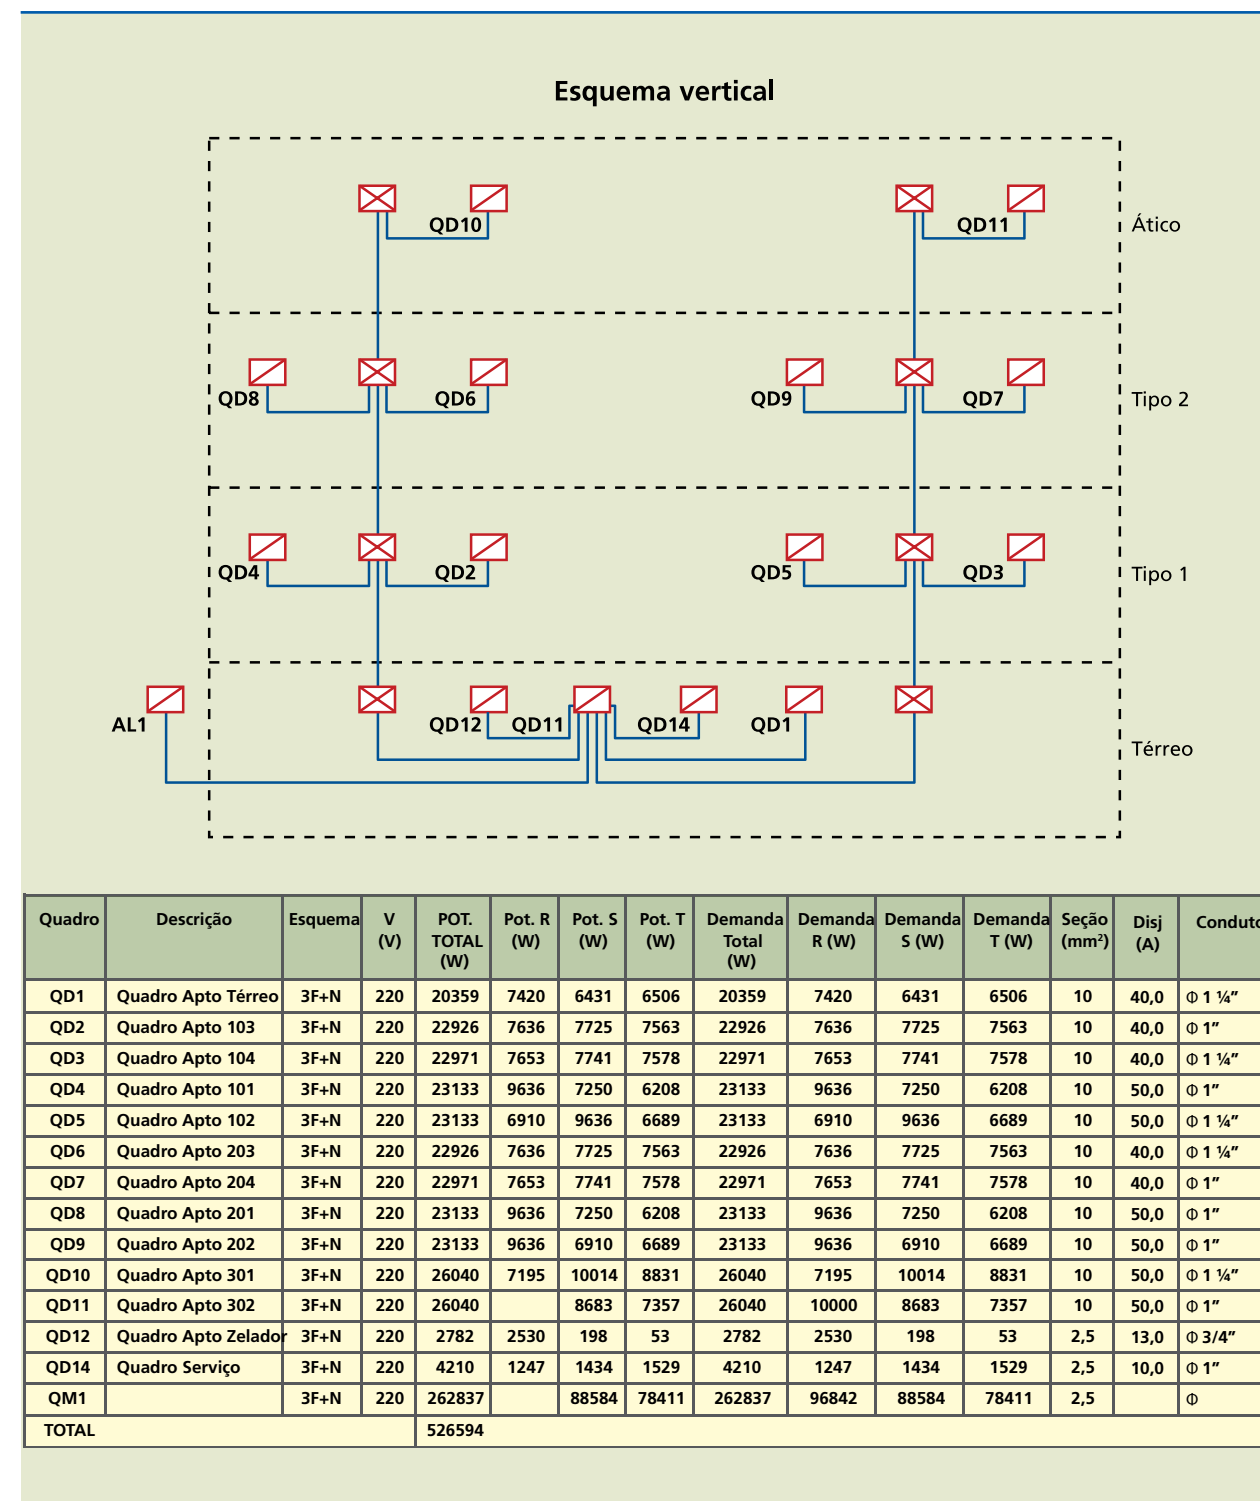 Esquema vertical
QD10
QD11
Ático
QD8
QD6
QD9
QD7
Tipo 2
QD4
QD2
QD5
QD3
Tipo 1
AL1
QD12
QD11
QD14
QD1
Térreo
Quadro Descrição Esquema V (V) POT. TOTAL (W) Pot. R (W) Pot. S (W) Pot. T (W) Demanda Total (W) Demanda R (W) Demanda S (W) Demanda T (W) Seção (mm²) Disj (A) Conduto
QD1 Quadro Apto Térreo 3F+N 220 20359 7420 6431 6506 20359 7420 6431 6506 10 40,0 Φ 1 ¼”
QD2 Quadro Apto 103 3F+N 220 22926 7636 7725 7563 22926 7636 7725 7563 10 40,0 Φ 1”
QD3 Quadro Apto 104 3F+N 220 22971 7653 7741 7578 22971 7653 7741 7578 10 40,0 Φ 1 ¼”
QD4 Quadro Apto 101 3F+N 220 23133 9636 7250 6208 23133 9636 7250 6208 10 50,0 Φ 1”
QD5 Quadro Apto 102 3F+N 220 23133 6910 9636 6689 23133 6910 9636 6689 10 50,0 Φ 1 ¼”
QD6 Quadro Apto 203 3F+N 220 22926 7636 7725 7563 22926 7636 7725 7563 10 40,0 Φ 1 ¼”
QD7 Quadro Apto 204 3F+N 220 22971 7653 7741 7578 22971 7653 7741 7578 10 40,0 Φ 1”
QD8 Quadro Apto 201 3F+N 220 23133 9636 7250 6208 23133 9636 7250 6208 10 50,0 Φ 1”
QD9 Quadro Apto 202 3F+N 220 23133 9636 6910 6689 23133 9636 6910 6689 10 50,0 Φ 1”
QD10 Quadro Apto 301 3F+N 220 26040 7195 10014 8831 26040 7195 10014 8831 10 50,0 Φ 1 ¼”
QD11 Quadro Apto 302 3F+N 220 26040 8683 7357 26040 10000 8683 7357 10 50,0 Φ 1”
QD12 Quadro Apto Zelador 3F+N 220 2782 2530 198 53 2782 2530 198 53 2,5 13,0 Φ 3/4”
QD14 Quadro Serviço 3F+N 220 4210 1247 1434 1529 4210 1247 1434 1529 2,5 10,0 Φ 1”
QM1 3F+N 220 262837 88584 78411 262837 96842 88584 78411 2,5 Φ
TOTAL 526594